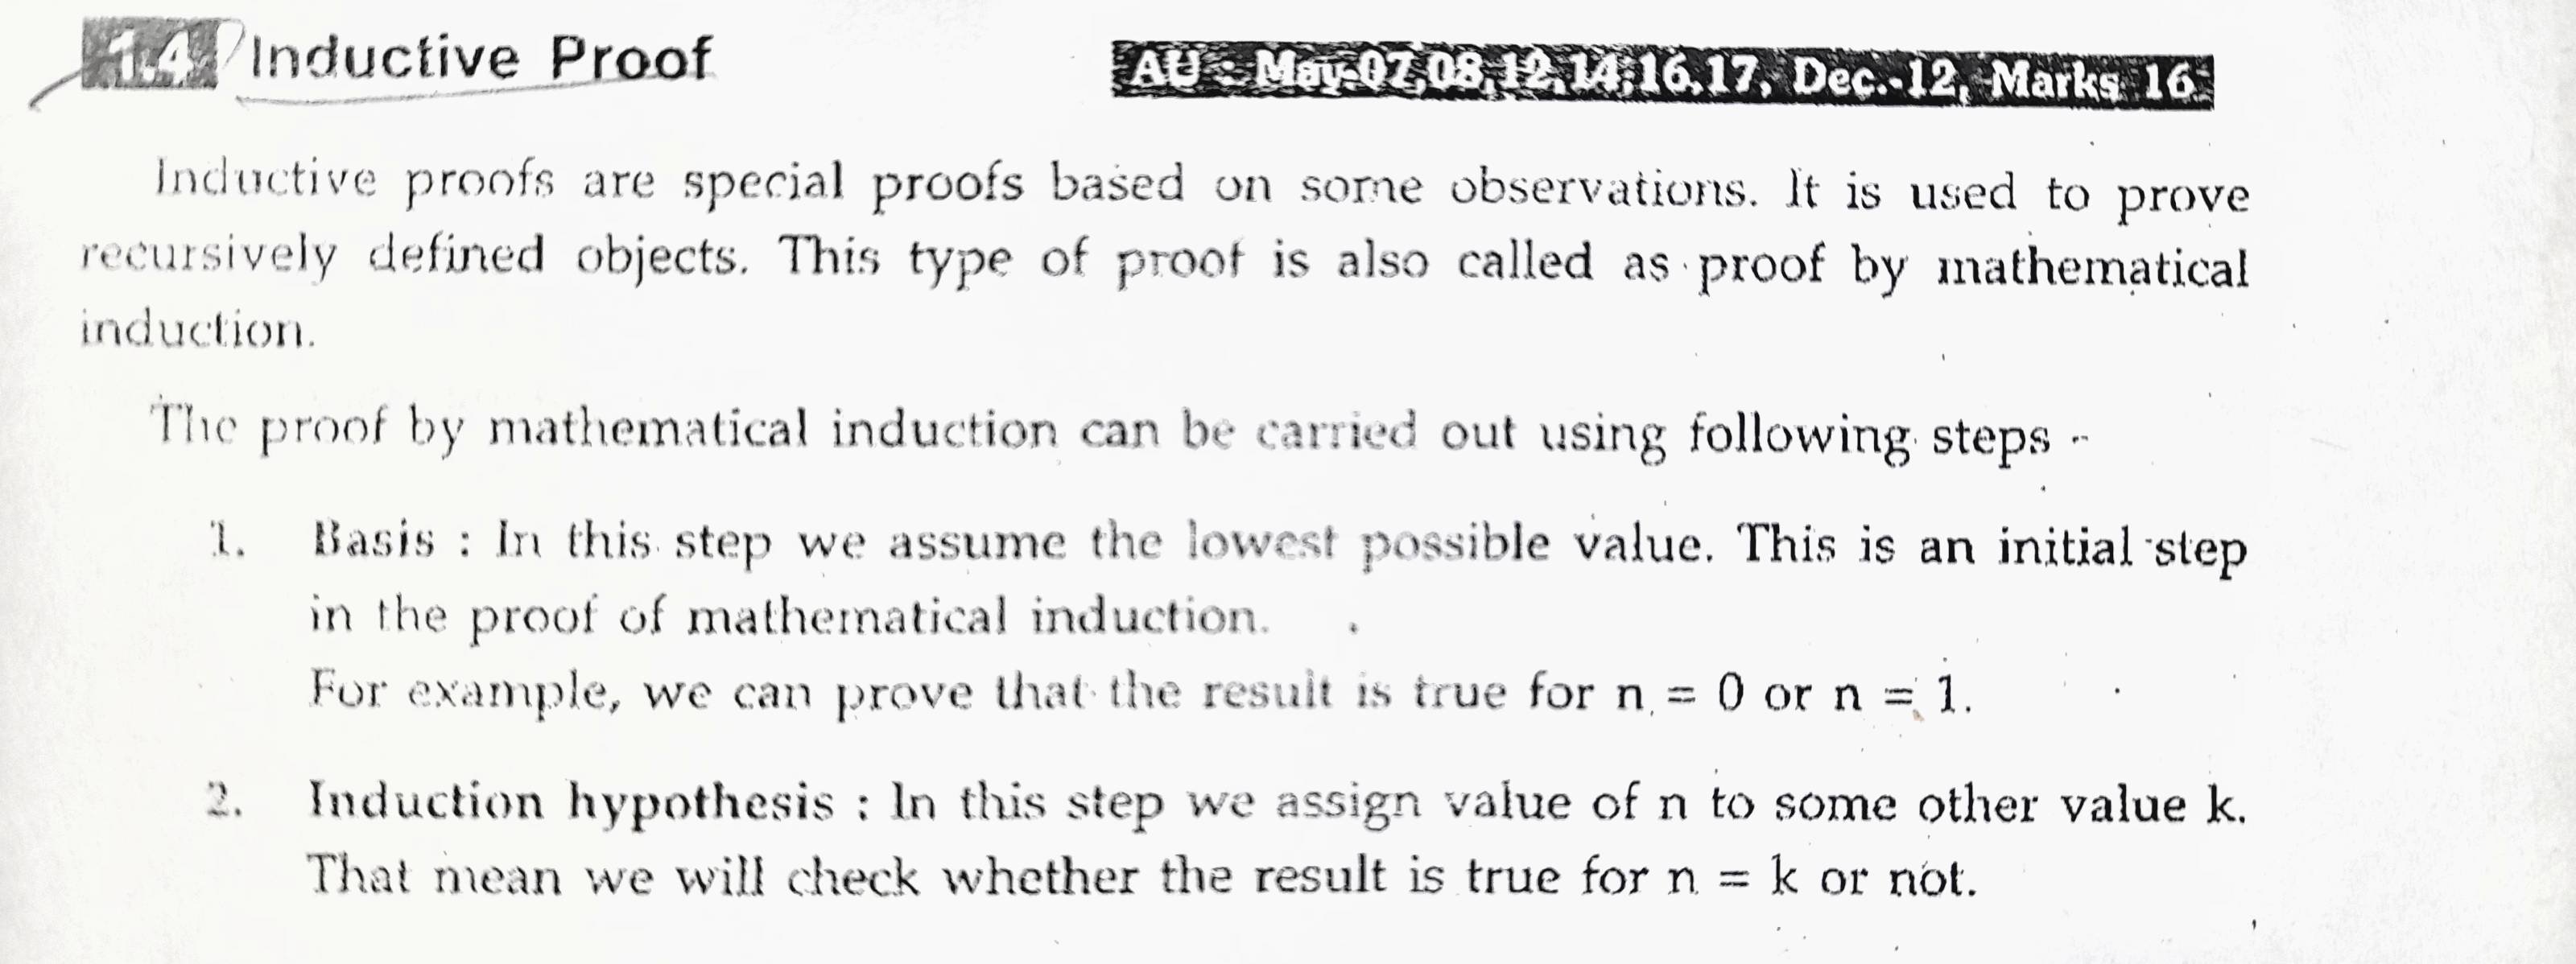 1.4 Inductive Proof
AU : May-07,08,12,14,16,17, Dec.-12, Marks 16
Inductive proofs are special proofs based on some observations. It is used to prove
recursively defined objects. This type of proof is also called as proof by mathematical
induction.
The proof by mathematical induction can be carried out using following steps -
1. Basis : In this step we assume the lowest possible value. This is an initial step
in the proof of mathematical induction.
For example, we can prove that the result is true for n = 0 or n = 1.
2. Induction hypothesis : In this step we assign value of n to some other value k.
That mean we will check whether the result is true for n = k or not.